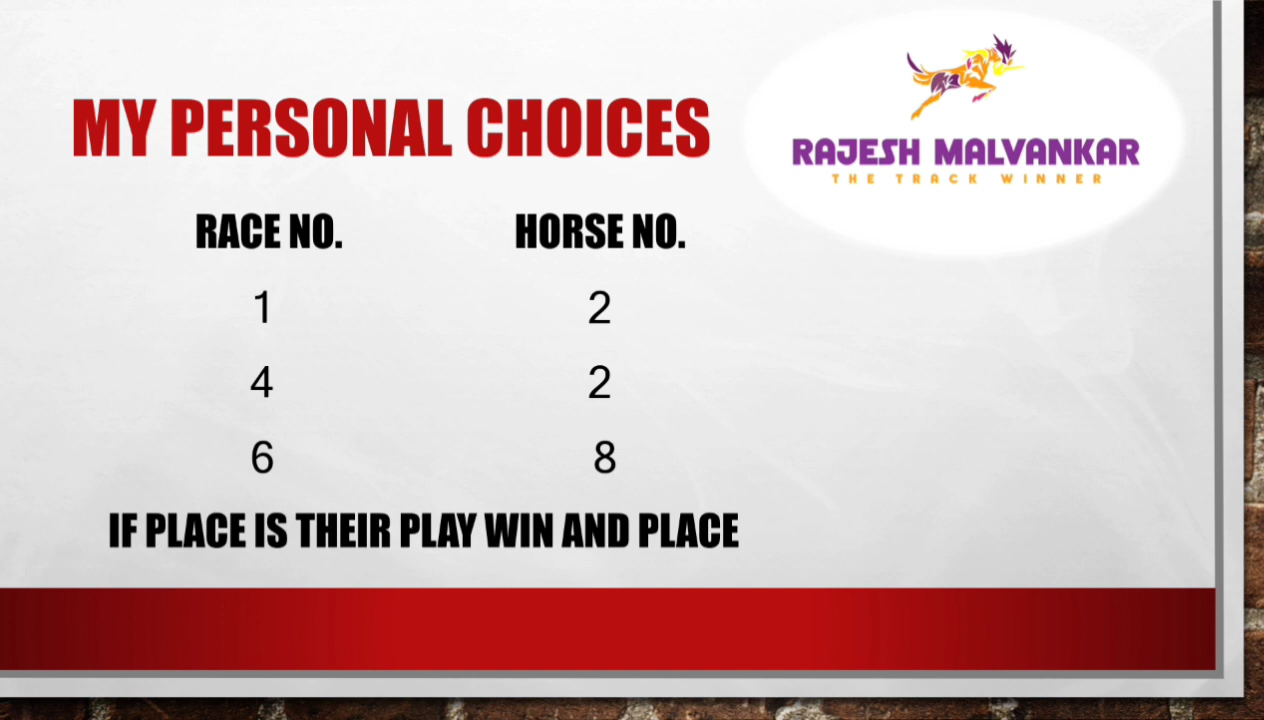 MY PERSONAL CHOICES
RAJESH MALVANKAR
THE TRACK WINNER
RACE NO. HORSE NO.
1 2
4 2
6 8
IF PLACE IS THEIR PLAY WIN AND PLACE